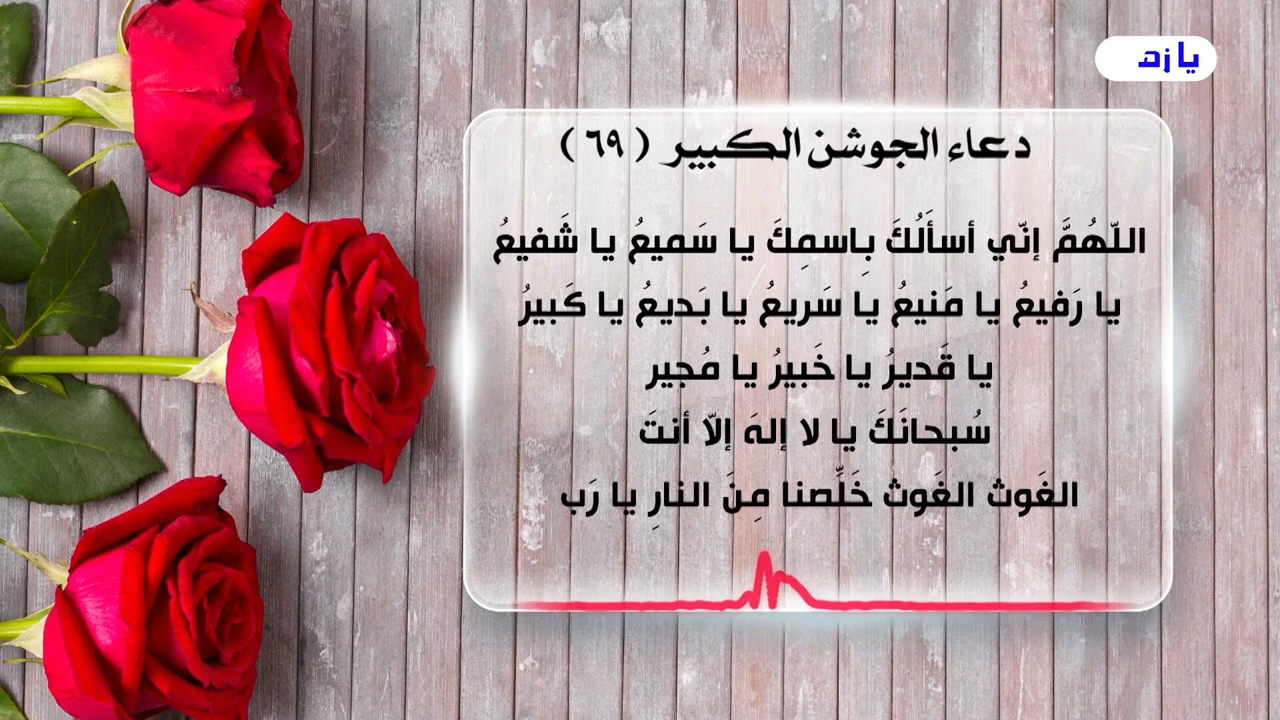 يا زهـ
دعاء الجوشن الكبير (٦٩)
اللّهُمَّ إنّي أسأَلُكَ بِاسمِكَ يا سَميعُ يا شَفيعُ
يا رَفيعُ يا مَنيعُ يا سَريعُ يا بَديعُ يا كَبيرُ
يا قَديرُ يا خَبيرُ يا مُجير
سُبحانَكَ يا لا إلهَ إلّا أنتَ
الغَوث الغَوث خَلِّصنا مِنَ النارِ يا رَب